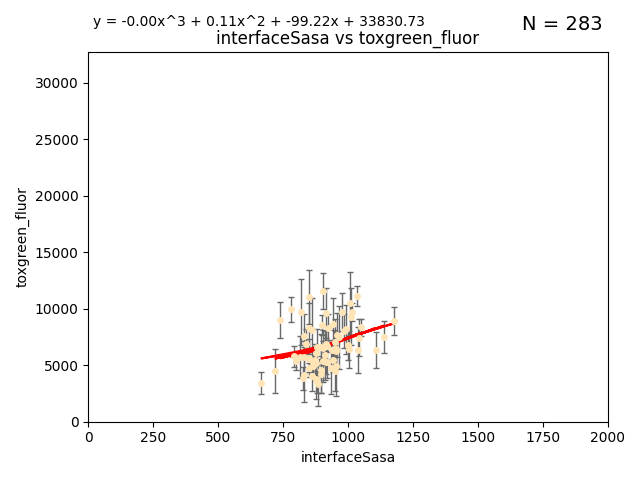 y = -0.00x^3 + 0.11x^2 + -99.22x + 33830.73
N = 283
interfaceSasa vs toxgreen_fluor
30000
25000
20000
15000
10000
5000
0
toxgreen_fluor
0 250 500 750 1000 1250 1500 1750 2000
interfaceSasa